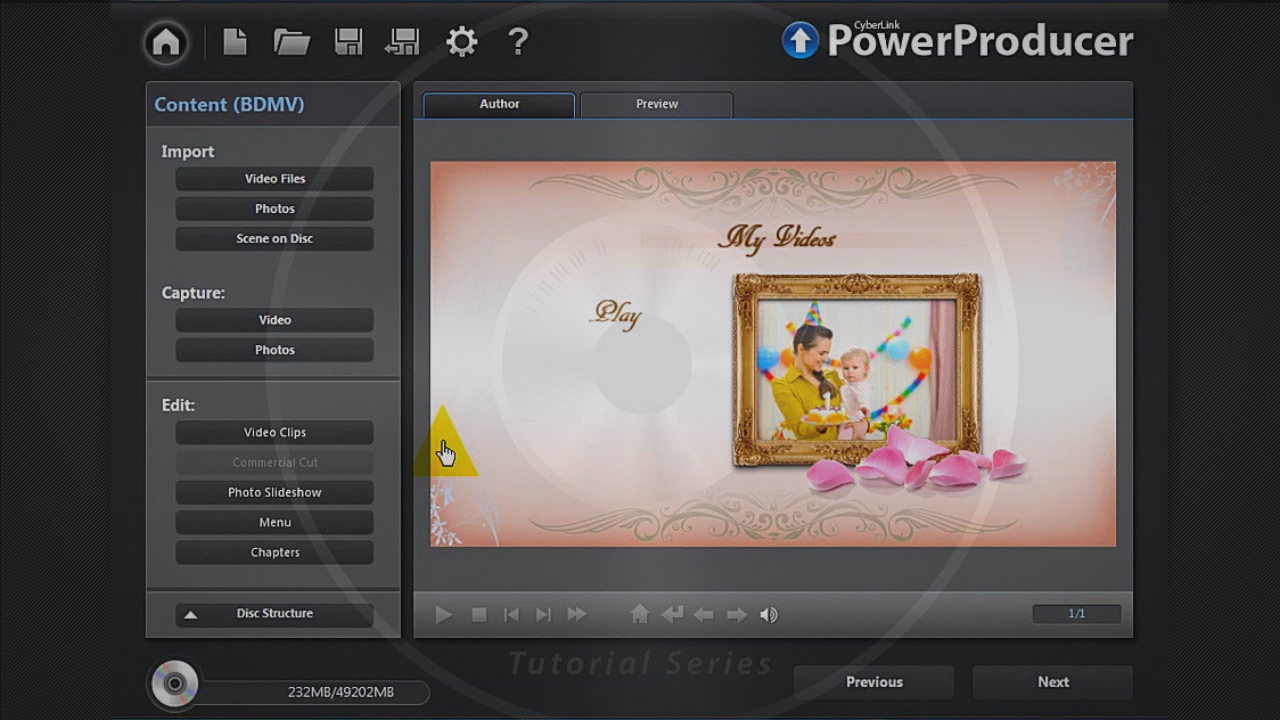 ?
CyberLink
PowerProducer
Content (BDMV)
Import
Video Files
Photos
Scene on Disc
Capture:
Video
Photos
Edit:
Video Clips
Commercial Cut
Photo Slideshow
Menu
Chapters
Disc Structure
232MB/49202MB
Author
Preview
My Videos
Play
1/1
Tutorial Series
Previous
Next